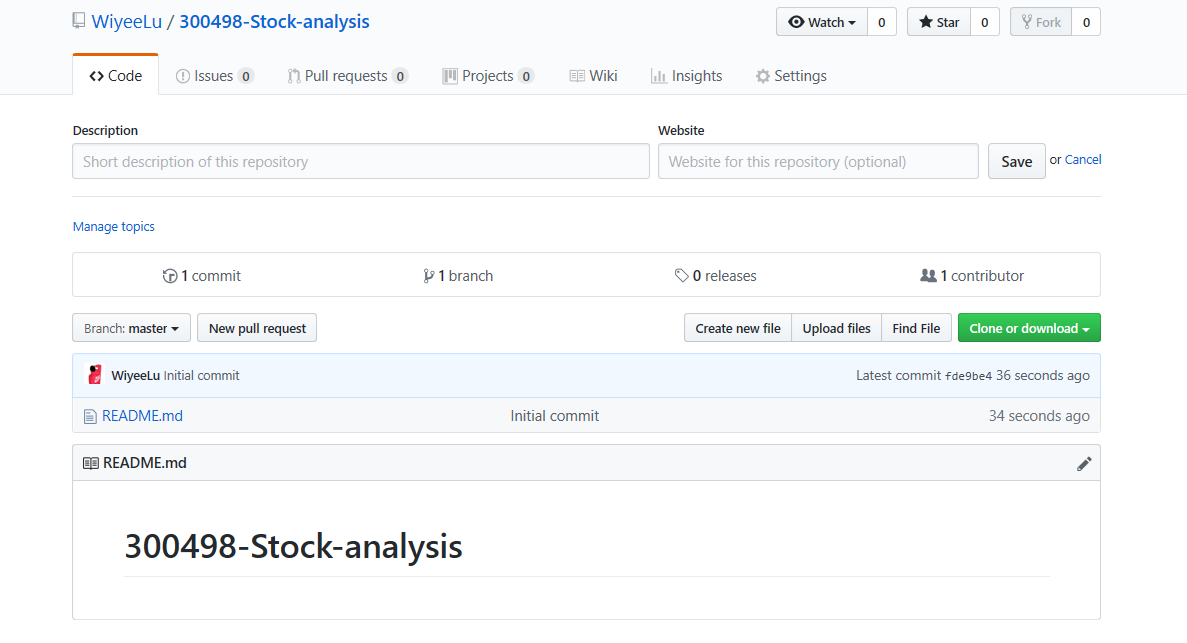 WiyeeLu / 300498-Stock-analysis Watch 0 Star 0 Fork 0
Code Issues 0 Pull requests 0 Projects 0 Wiki Insights Settings
Description Website
Short description of this repository Website for this repository (optional) Save or Cancel
Manage topics
1 commit 1 branch 0 releases 1 contributor
Branch: master New pull request Create new file Upload files Find File Clone or download
WiyeeLu Initial commit Latest commit fde9be4 36 seconds ago
README.md Initial commit 34 seconds ago
README.md
300498-Stock-analysis